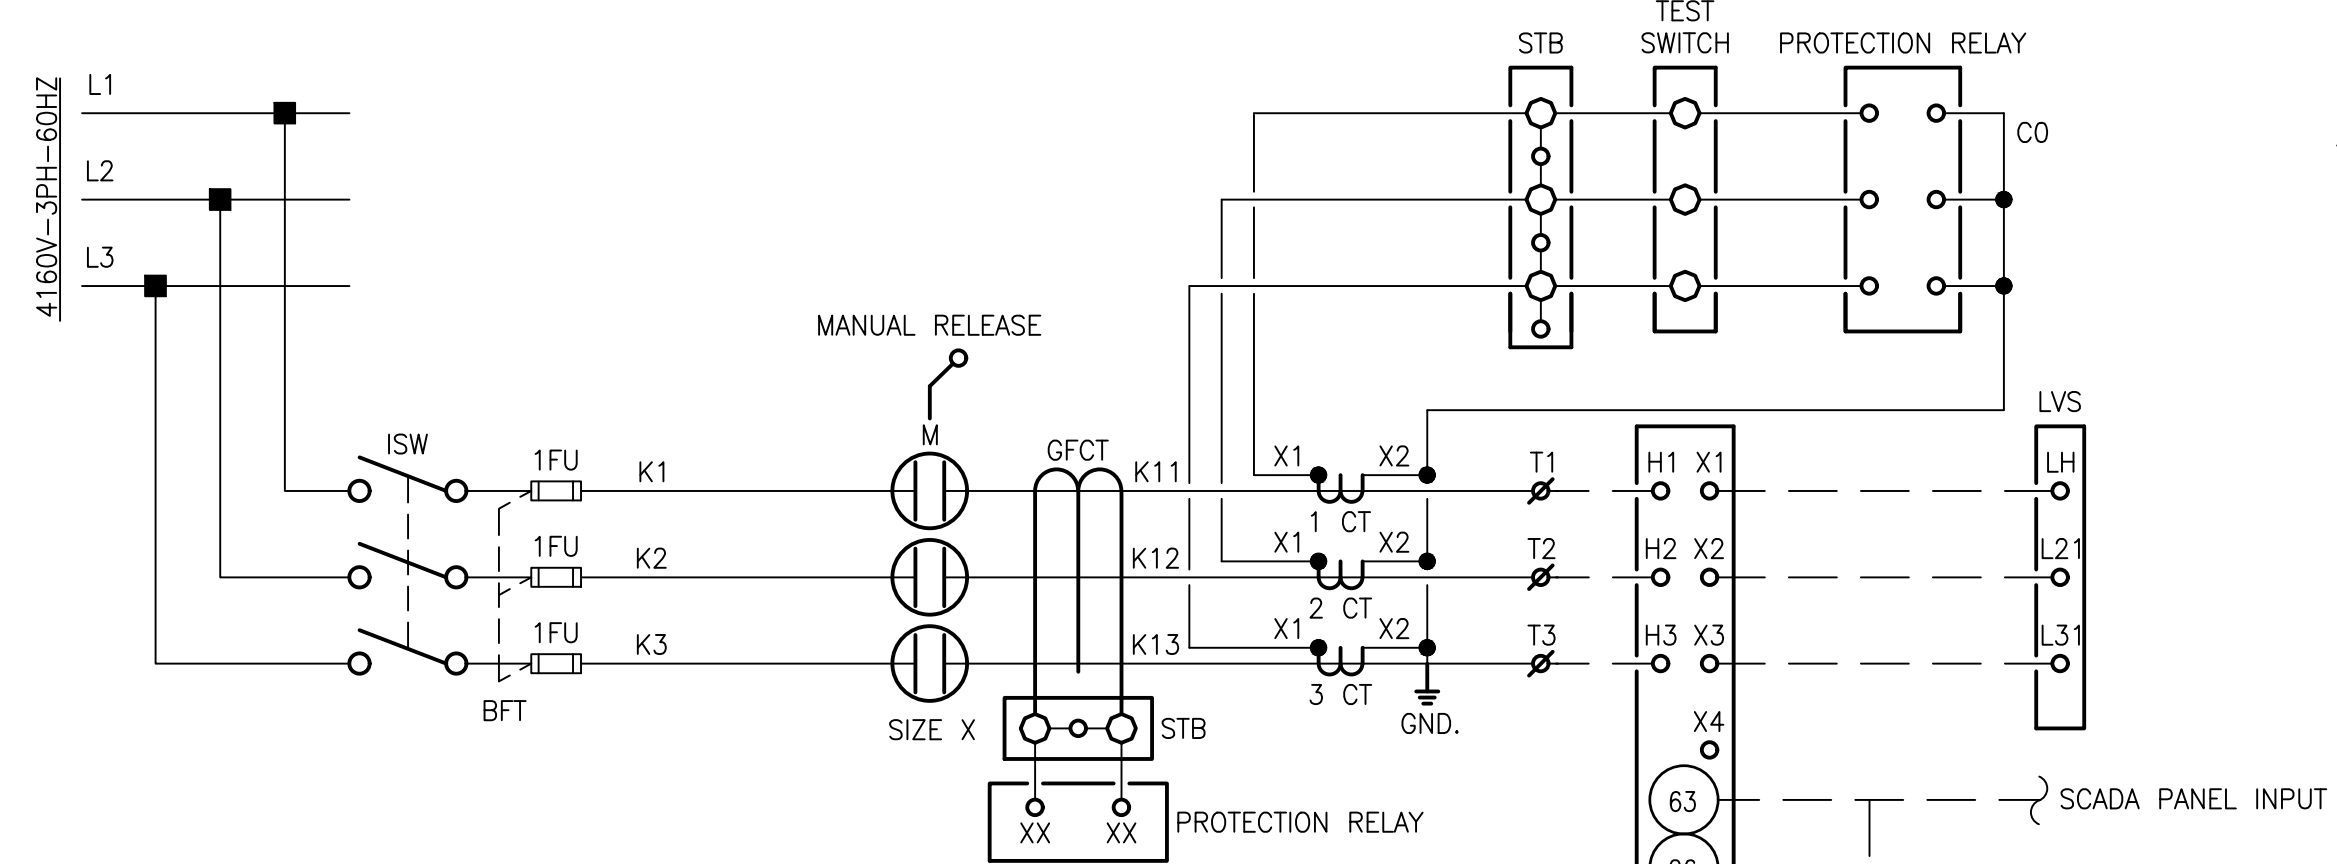 TEST
STB
SWITCH
PROTECTION RELAY
4160V-3PH-60HZ
L1
L2
L3
C0
MANUAL RELEASE
M
LVS
ISW
1FU
K1
GFCT
K11
X1
X2
T1
H1
X1
LH
1 CT
1FU
K2
K12
X1
X2
T2
H2
X2
L21
2 CT
1FU
K3
K13
X1
X2
T3
H3
X3
L31
3 CT
BFT
SIZE X
STB
GND.
X4
63
SCADA PANEL INPUT
XX
XX
PROTECTION RELAY